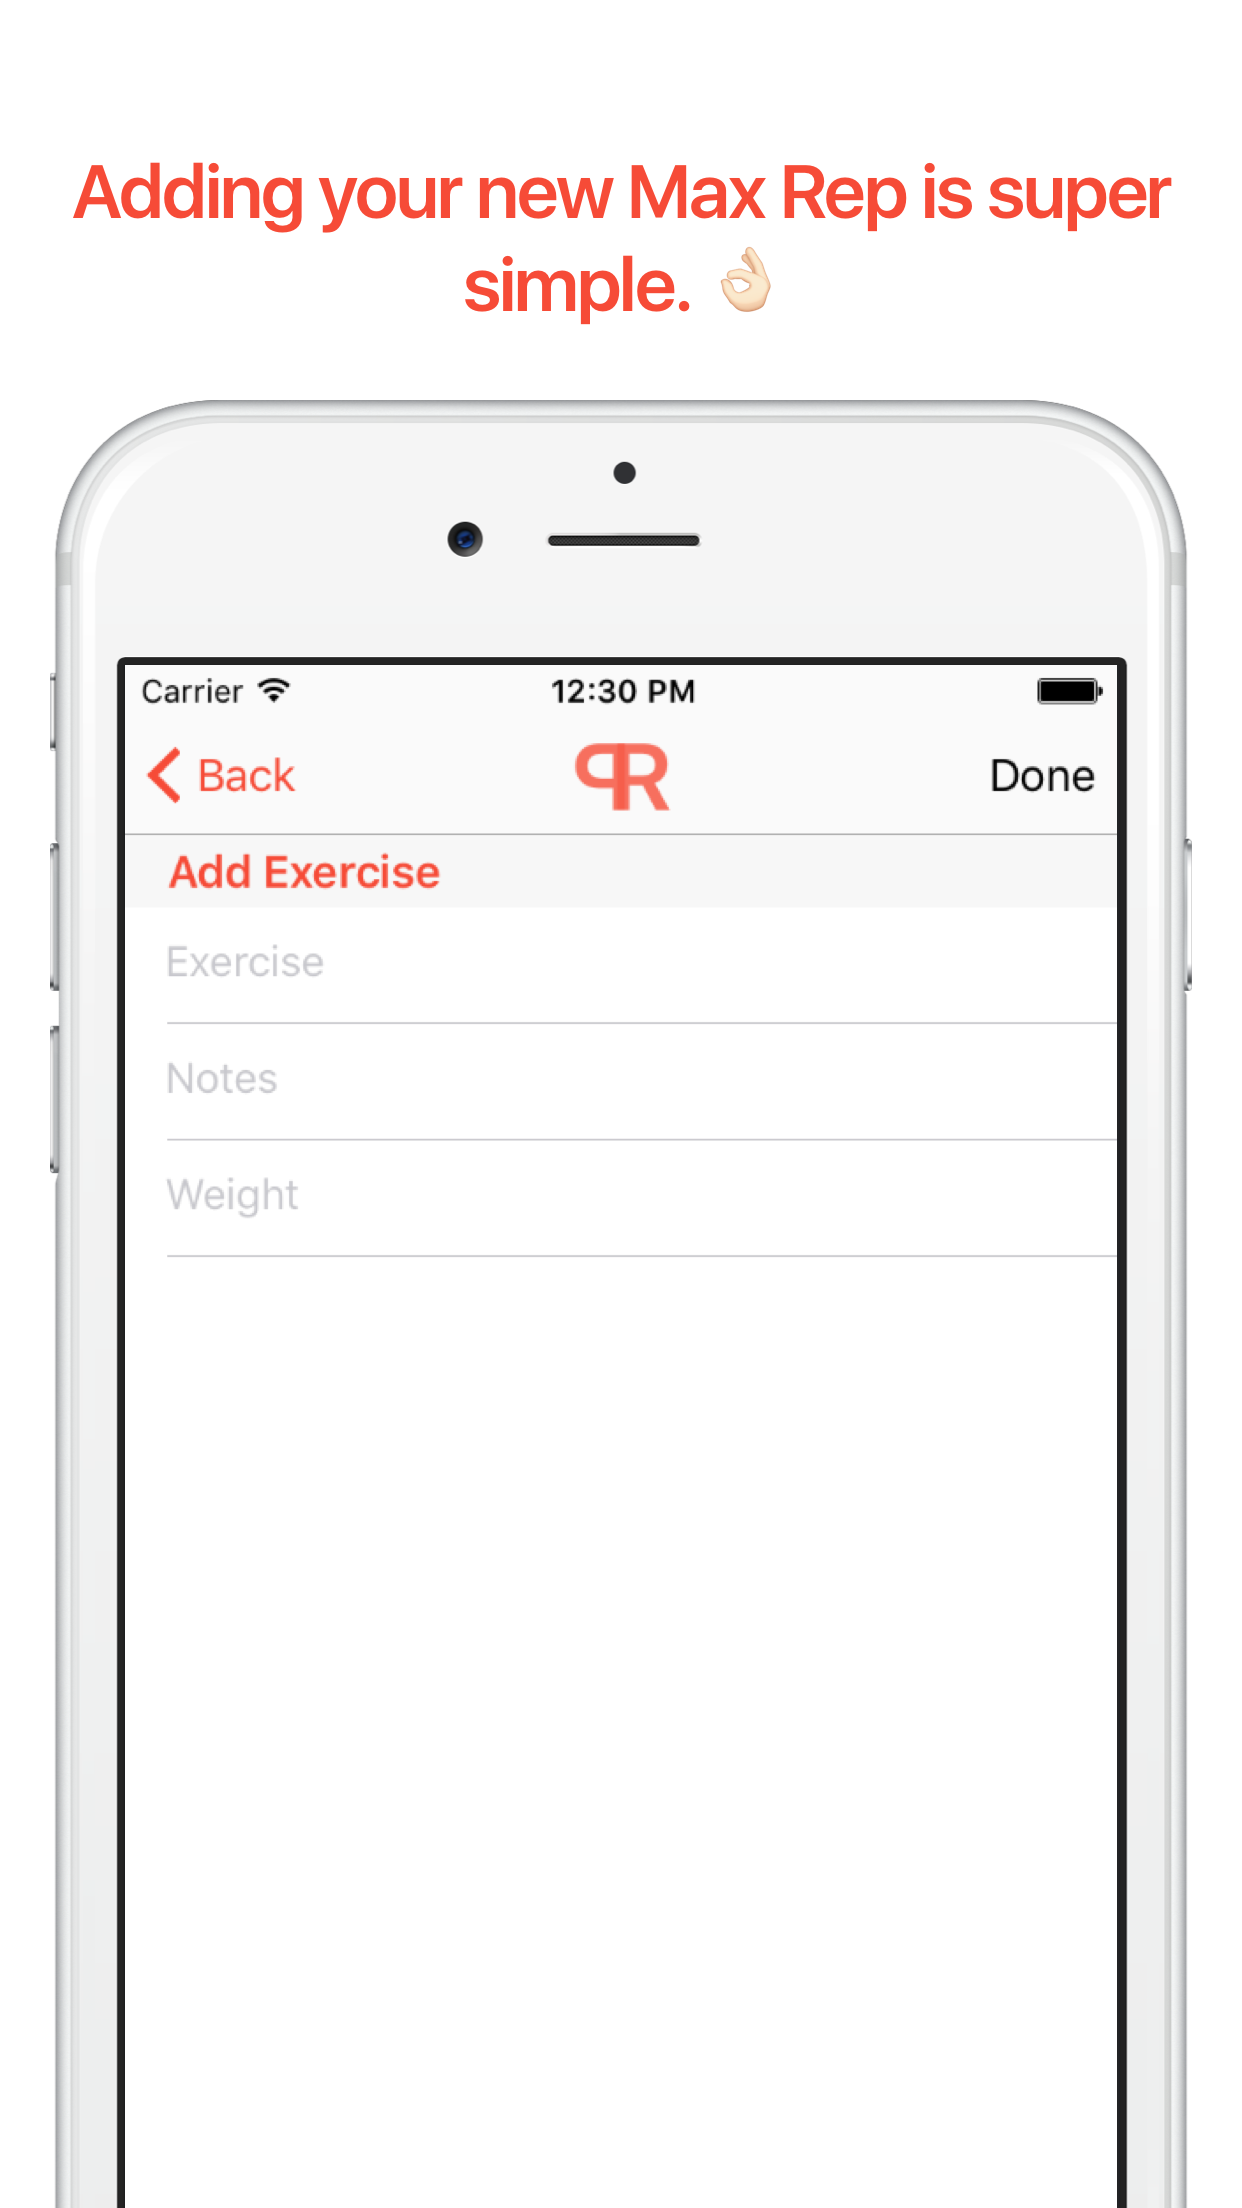 Adding your new Max Rep is super
simple. 👌🏻
Carrier 12:30 PM
Back PR Done
Add Exercise
Exercise
Notes
Weight